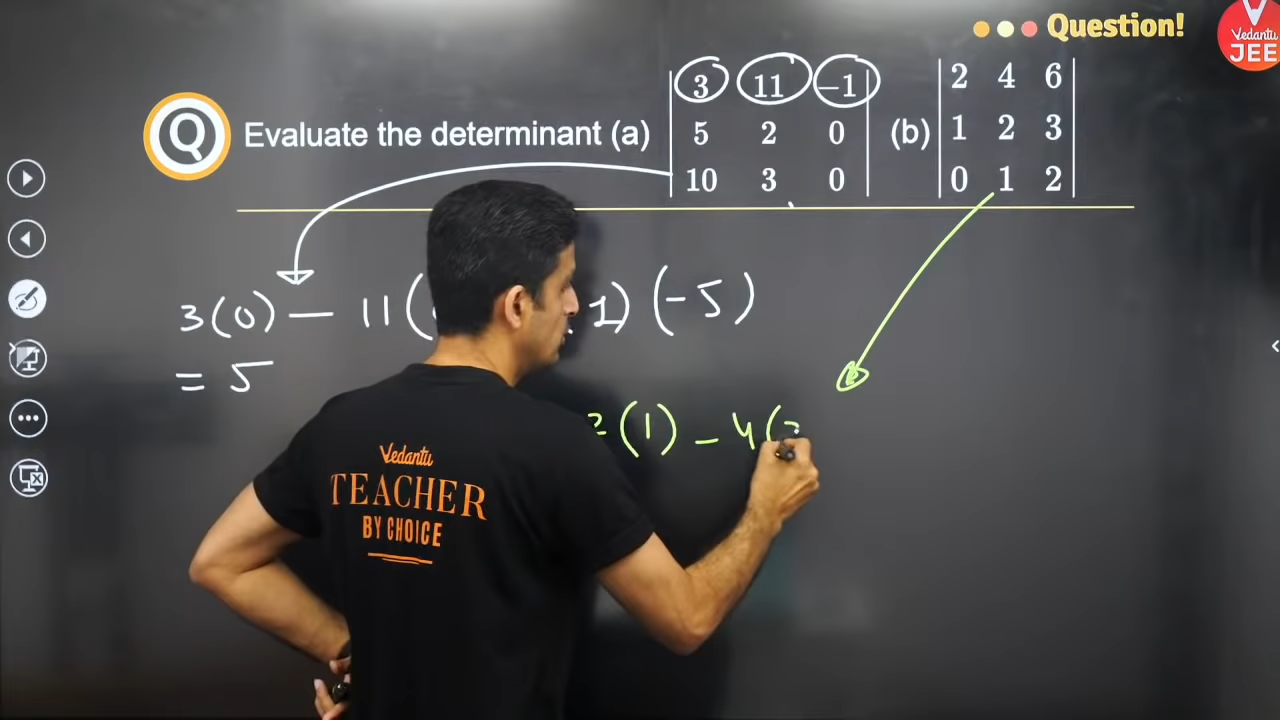 Question!
Vedantu
JEE
Q Evaluate the determinant (a) | 3 11 −1 | (b) | 2 4 6 |
| 5 2 0 | | 1 2 3 |
| 10 3 0 | | 0 1 2 |
3(0) − 11( 1)(-5)
= 5
2(1) − 4(
Vedantu
TEACHER
BY CHOICE